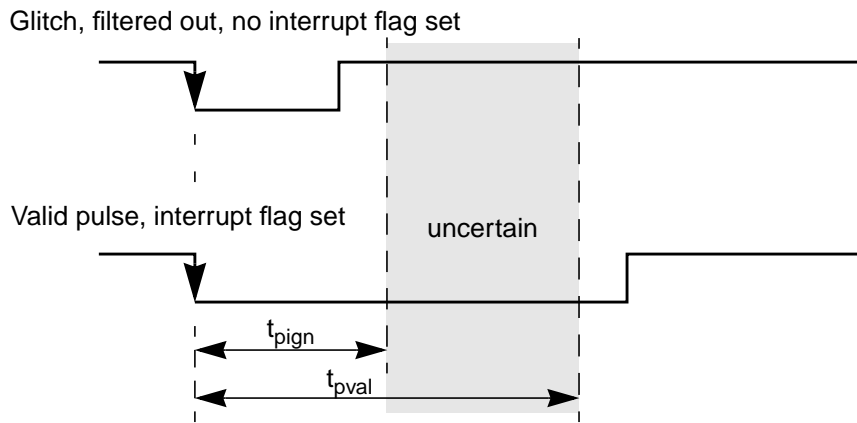 Glitch, filtered out, no interrupt flag set
Valid pulse, interrupt flag set
uncertain
tpign
tpval